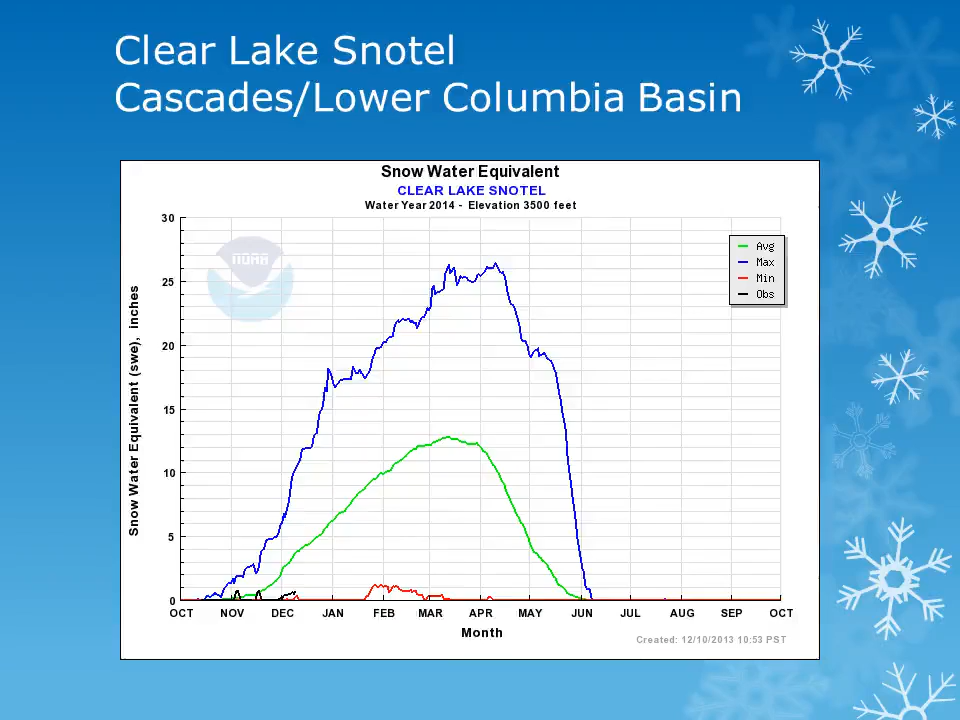 Clear Lake Snotel
Cascades/Lower Columbia Basin
Snow Water Equivalent
CLEAR LAKE SNOTEL
Water Year 2014 - Elevation 3500 feet
noaa
Avg
Max
Min
Obs
Snow Water Equivalent (swe), inches
30
25
20
15
10
5
0
OCT NOV DEC JAN FEB MAR APR MAY JUN JUL AUG SEP OCT
Month
Created: 12/10/2013 10:53 PST